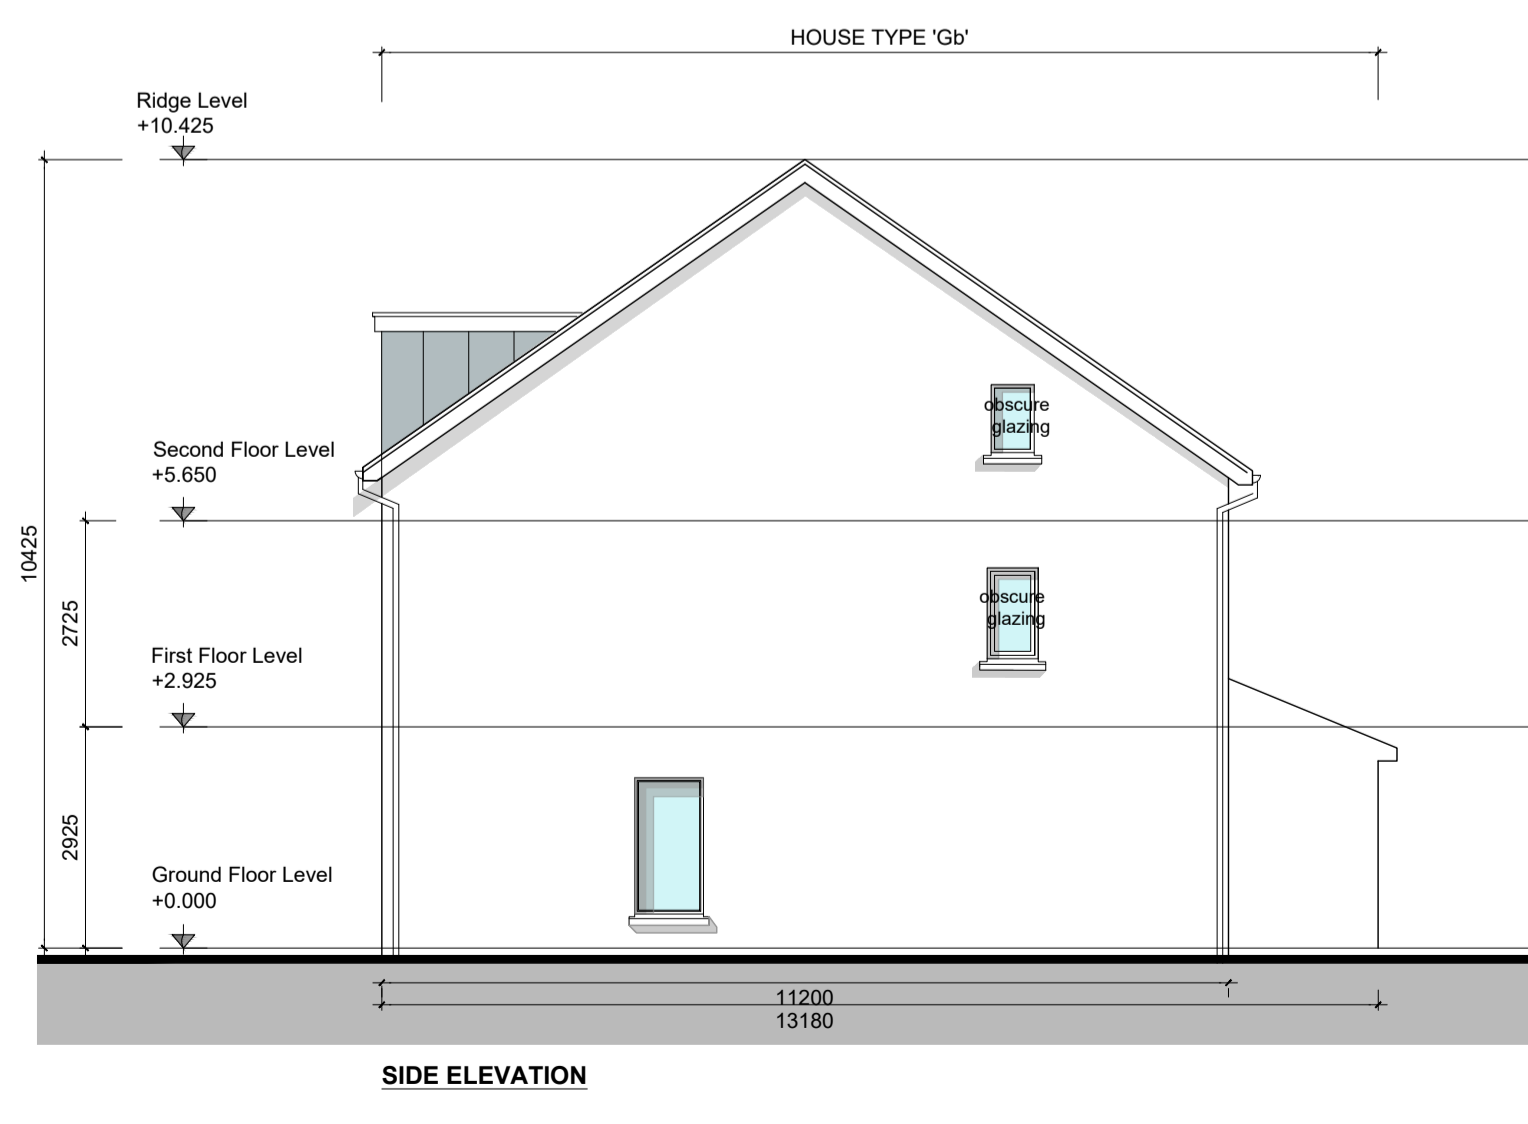 HOUSE TYPE 'Gb'
Ridge Level
+10.425
obscure
glazing
Second Floor Level
+5.650
10425
2725
obscure
glazing
First Floor Level
+2.925
2925
Ground Floor Level
+0.000
11200
13180
SIDE ELEVATION